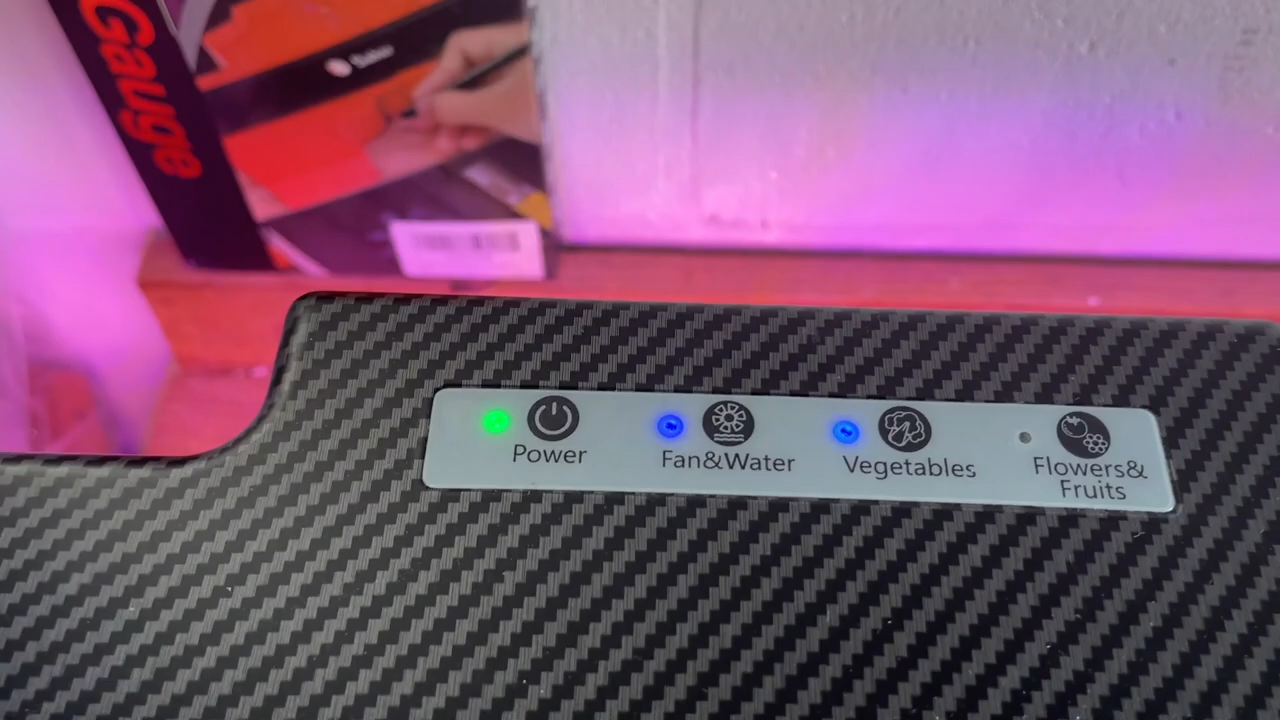 Gauge
Power
Fan&Water
Vegetables
Flowers&
Fruits